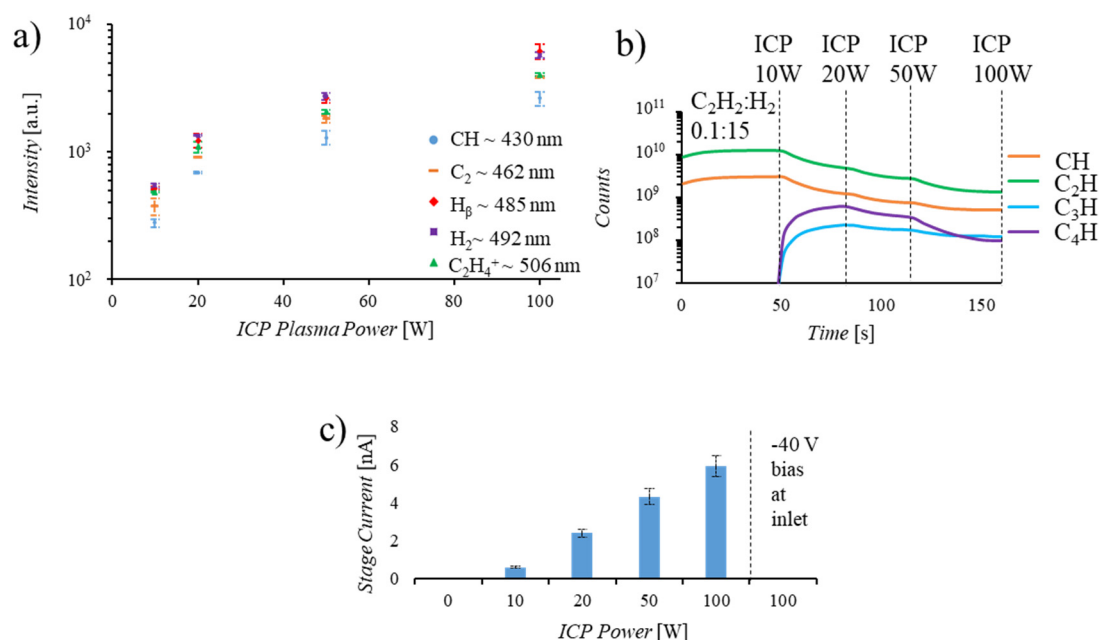 a)
Intensity [a.u.]
10⁴
10³
10²
0
20
40
60
80
100
ICP Plasma Power [W]
CH ~ 430 nm
C₂ ~ 462 nm
Hᵦ ~ 485 nm
H₂~ 492 nm
C₂H₄⁺ ~ 506 nm
b)
ICP
10W
ICP
20W
ICP
50W
ICP
100W
C₂H₂:H₂
0.1:15
Counts
10¹¹
10¹⁰
10⁹
10⁸
10⁷
0
50
100
150
Time [s]
CH
C₂H
C₃H
C₄H
c)
Stage Current [nA]
8
6
4
2
0
0
10
20
50
100
100
ICP Power [W]
-40 V
bias
at
inlet